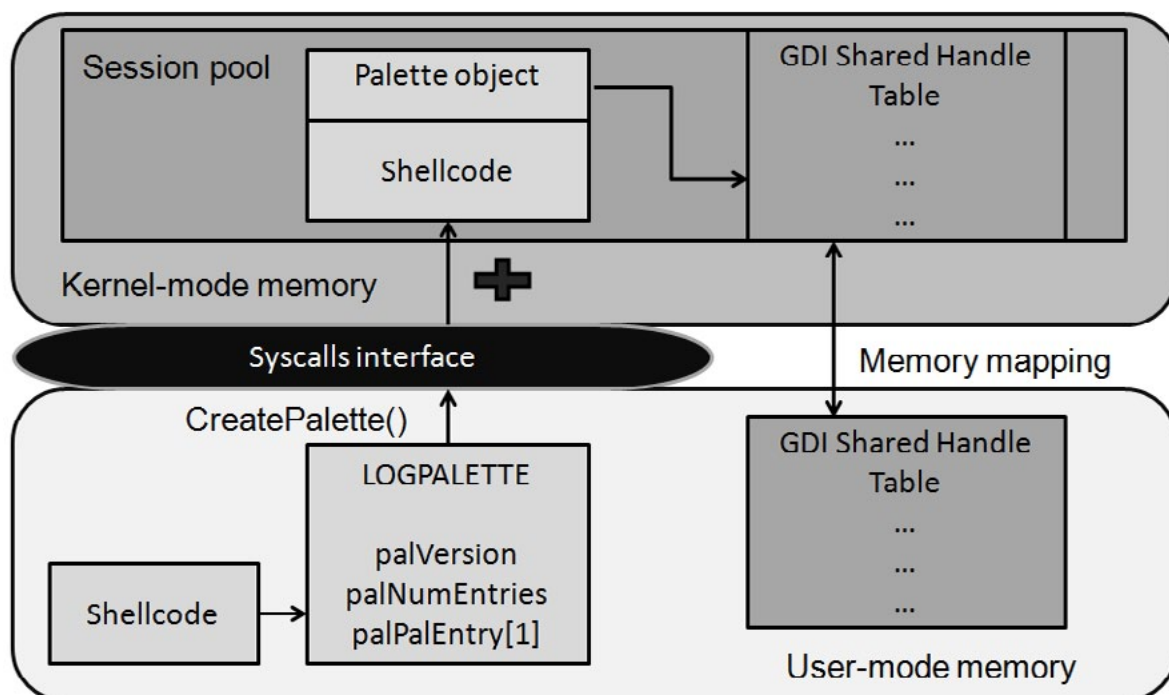 Session pool
Palette object
Shellcode
GDI Shared Handle
Table
...
...
...
Kernel-mode memory
Syscalls interface
Memory mapping
CreatePalette()
LOGPALETTE
palVersion
palNumEntries
palPalEntry[1]
Shellcode
GDI Shared Handle
Table
...
...
...
User-mode memory